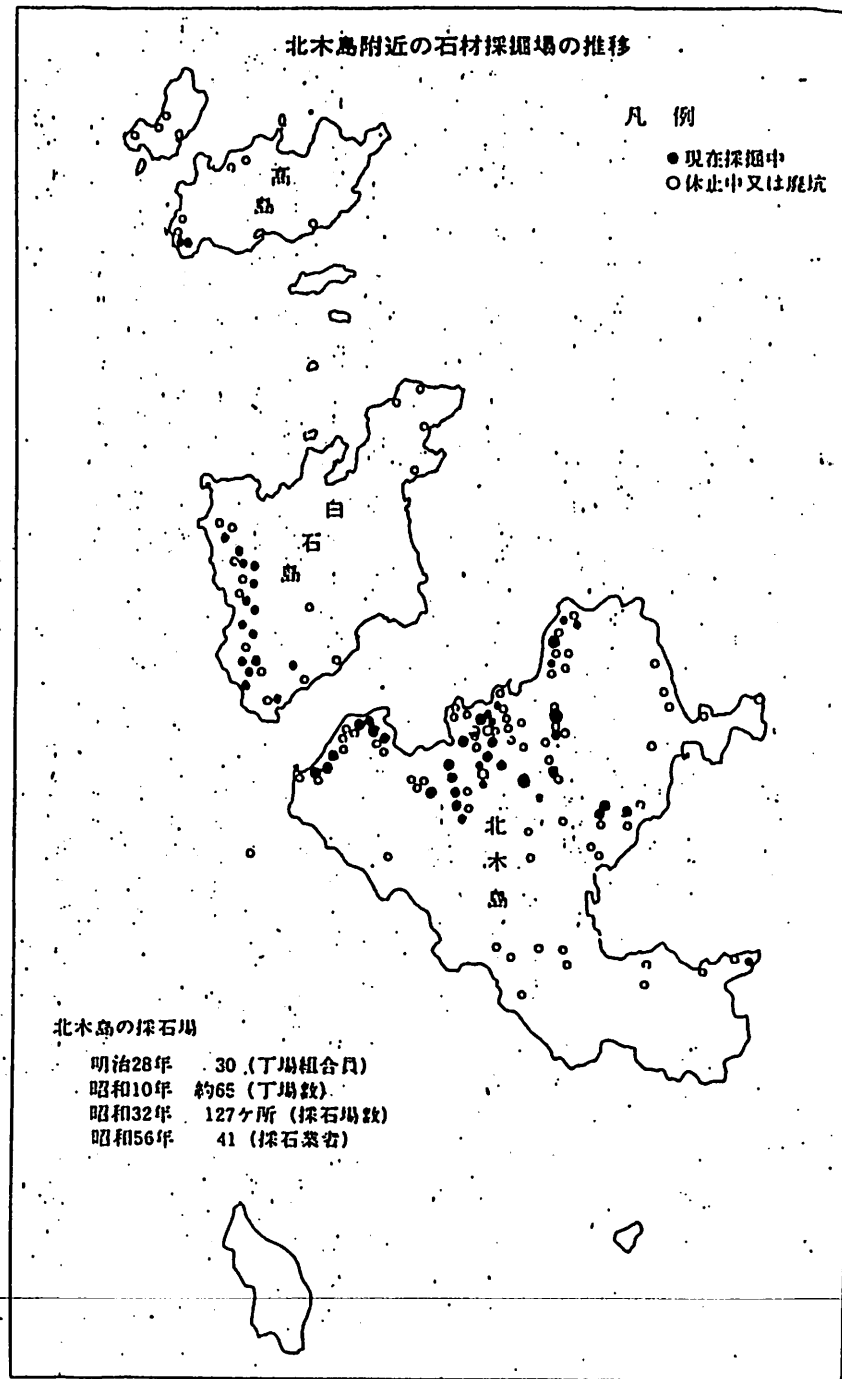 北木島附近の石材採掘場の推移
凡 例
●現在採掘中
○休止中又は廃坑
高島
白石島
北木島
北木島の採石場
明治28年 30 (丁場組合員)
昭和10年 約65 (丁場数)
昭和32年 127ケ所 (採石場数)
昭和56年 41 (採石業者)